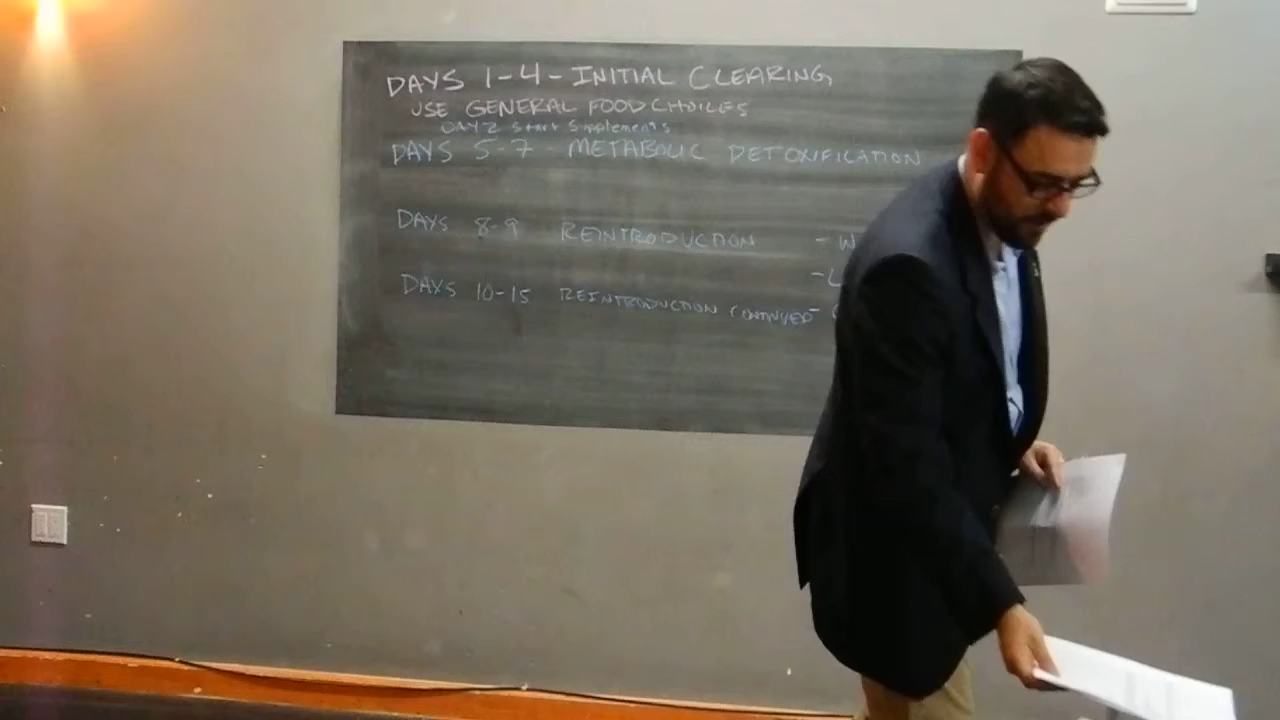 DAYS 1-4 - INITIAL CLEARING,
USE GENERAL FOOD CHOICES
DAY 2 Start Supplements
DAYS 5-7 - METABOLIC DETOXIFICATION
DAYS 8-9 REINTRODUCTION - W
- L
DAYS 10-15 REINTRODUCTION CONTINUED -